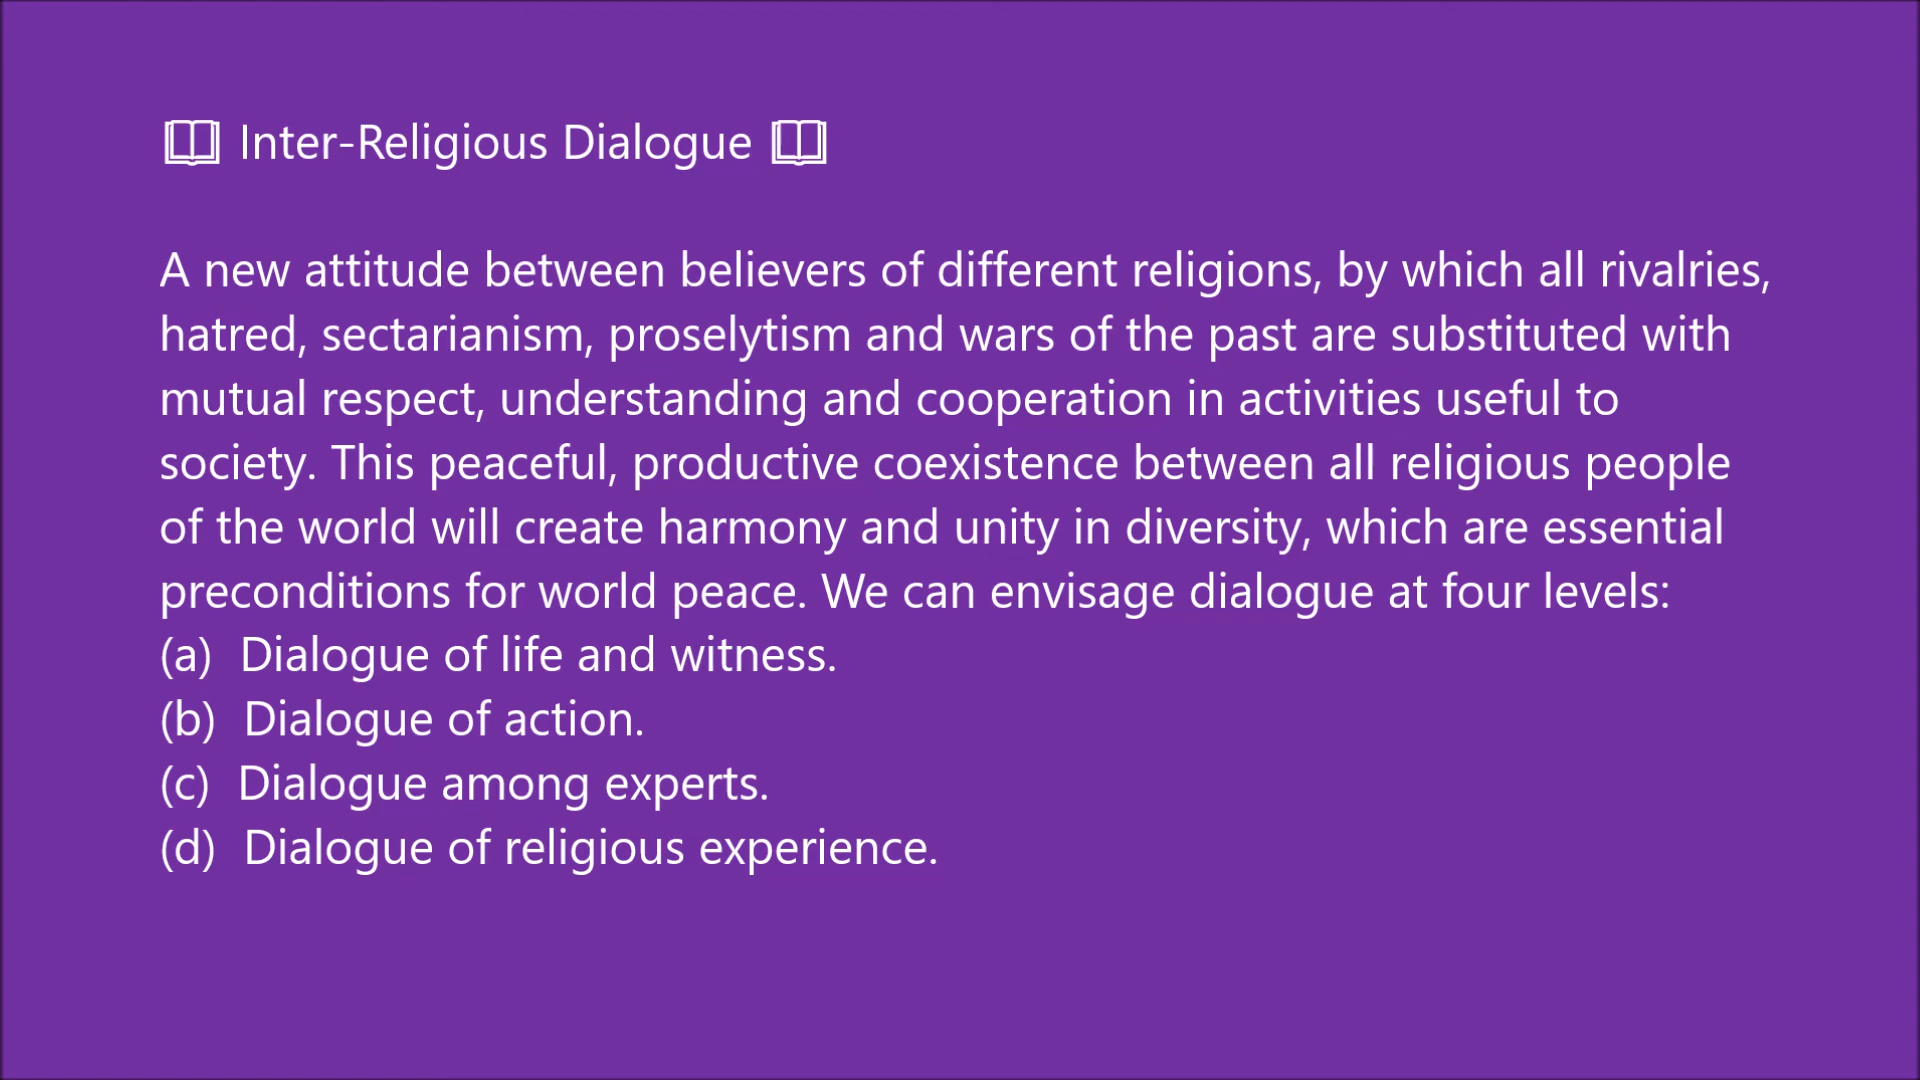 📖 Inter-Religious Dialogue 📖
A new attitude between believers of different religions, by which all rivalries,
hatred, sectarianism, proselytism and wars of the past are substituted with
mutual respect, understanding and cooperation in activities useful to
society. This peaceful, productive coexistence between all religious people
of the world will create harmony and unity in diversity, which are essential
preconditions for world peace. We can envisage dialogue at four levels:
(a) Dialogue of life and witness.
(b) Dialogue of action.
(c) Dialogue among experts.
(d) Dialogue of religious experience.